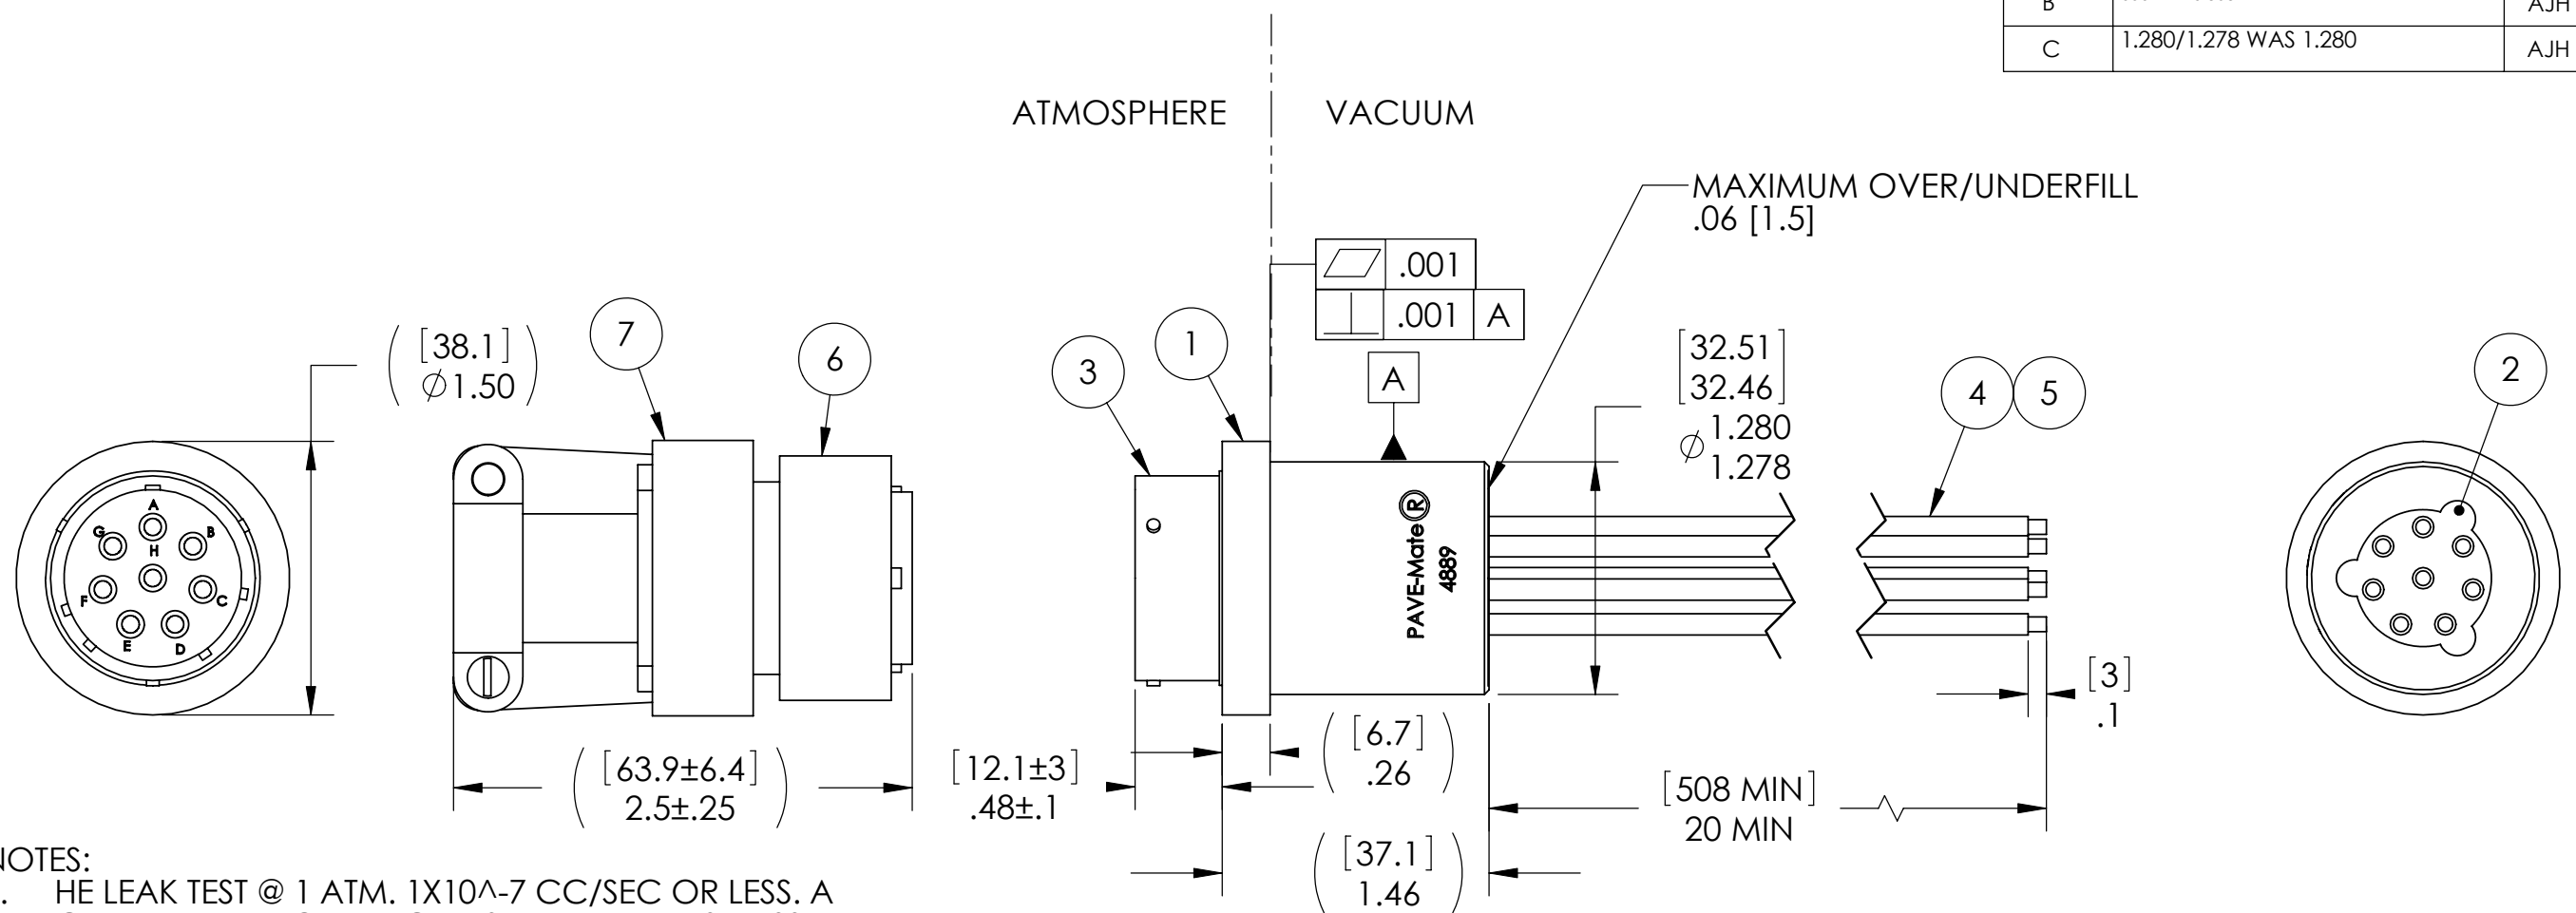 B
AJH
C
1.280/1.278 WAS 1.280
AJH
ATMOSPHERE
VACUUM
MAXIMUM OVER/UNDERFILL
.06 [1.5]
.001
.001 A
A
[38.1]
Ø1.50
7
6
3
1
[32.51]
[32.46]
Ø 1.280
1.278
4
5
2
A
B
C
D
E
F
G
H
PAVE-Mate®
4889
[63.9±6.4]
2.5±.25
[12.1±3]
.48±.1
[6.7]
.26
[37.1]
1.46
[508 MIN]
20 MIN
[3]
.1
NOTES:
. HE LEAK TEST @ 1 ATM. 1X10^-7 CC/SEC OR LESS. A